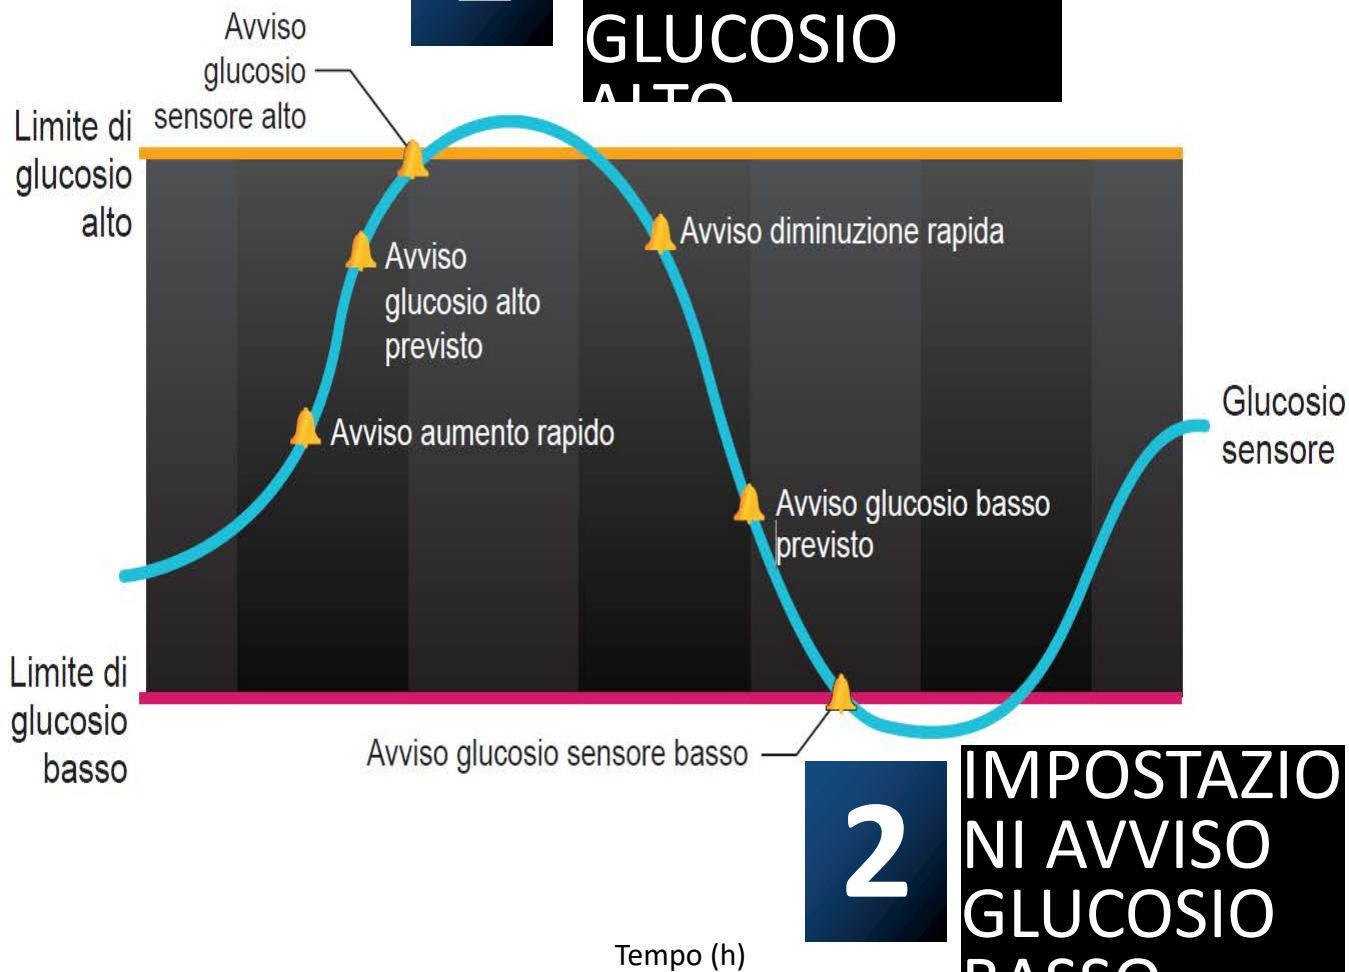 GLUCOSIO
ALTO
Avviso
glucosio
sensore alto
Limite di
glucosio
alto
Avviso diminuzione rapida
Avviso
glucosio alto
previsto
Avviso aumento rapido
Glucosio
sensore
Avviso glucosio basso
previsto
Limite di
glucosio
basso
Avviso glucosio sensore basso
2
IMPOSTAZIO
NI AVVISO
GLUCOSIO
BASSO
Tempo (h)